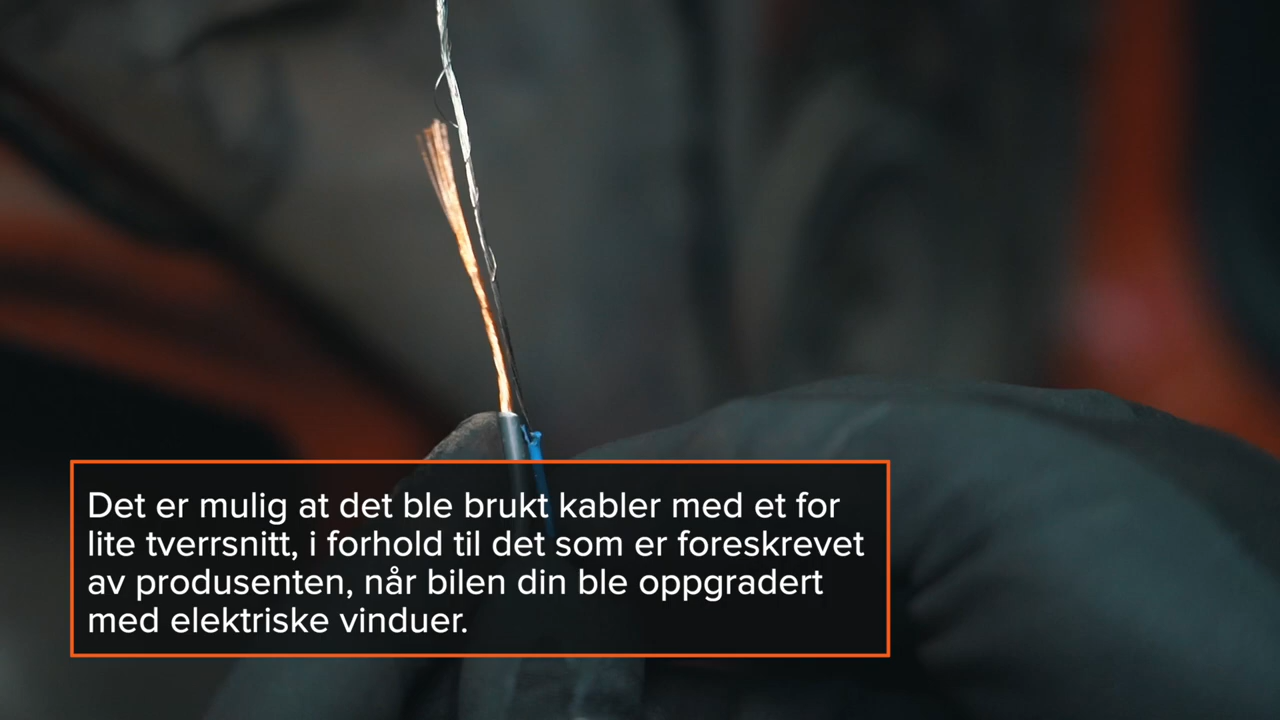 Det er mulig at det ble brukt kabler med et for
lite tverrsnitt, i forhold til det som er foreskrevet
av produsenten, når bilen din ble oppgradert
med elektriske vinduer.